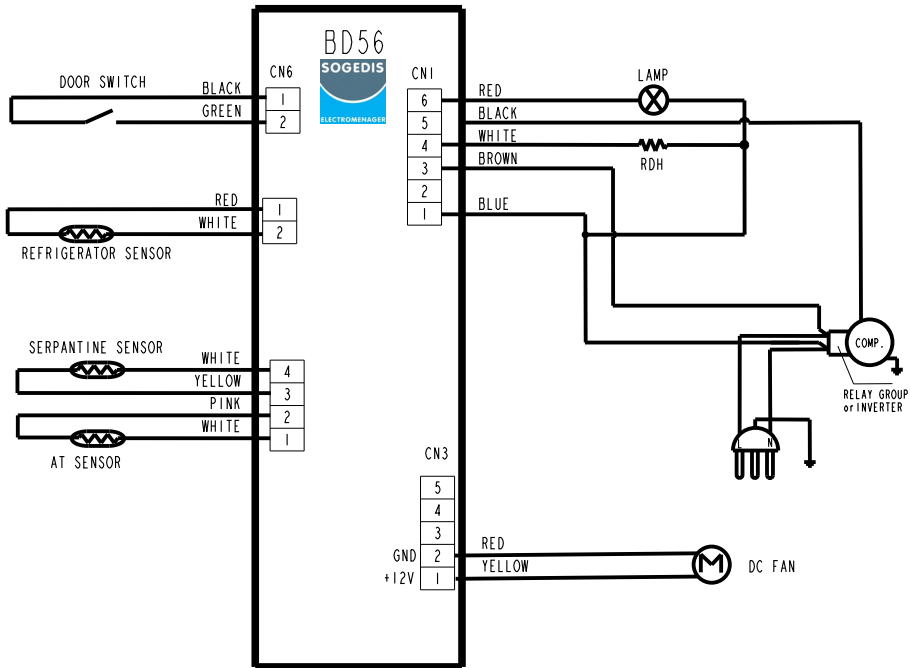 BD56
SOGEDIS
ELECTROMENAGER
DOOR SWITCH
BLACK
GREEN
CN6
1
2
RED
WHITE
1
2
REFRIGERATOR SENSOR
SERPANTINE SENSOR
WHITE
YELLOW
PINK
WHITE
4
3
2
1
AT SENSOR
CN1
6
5
4
3
2
1
RED
BLACK
WHITE
BROWN
BLUE
LAMP
RDH
COMP.
RELAY GROUP
or INVERTER
L N
CN3
5
4
3
GND 2
+12V 1
RED
YELLOW
M
DC FAN